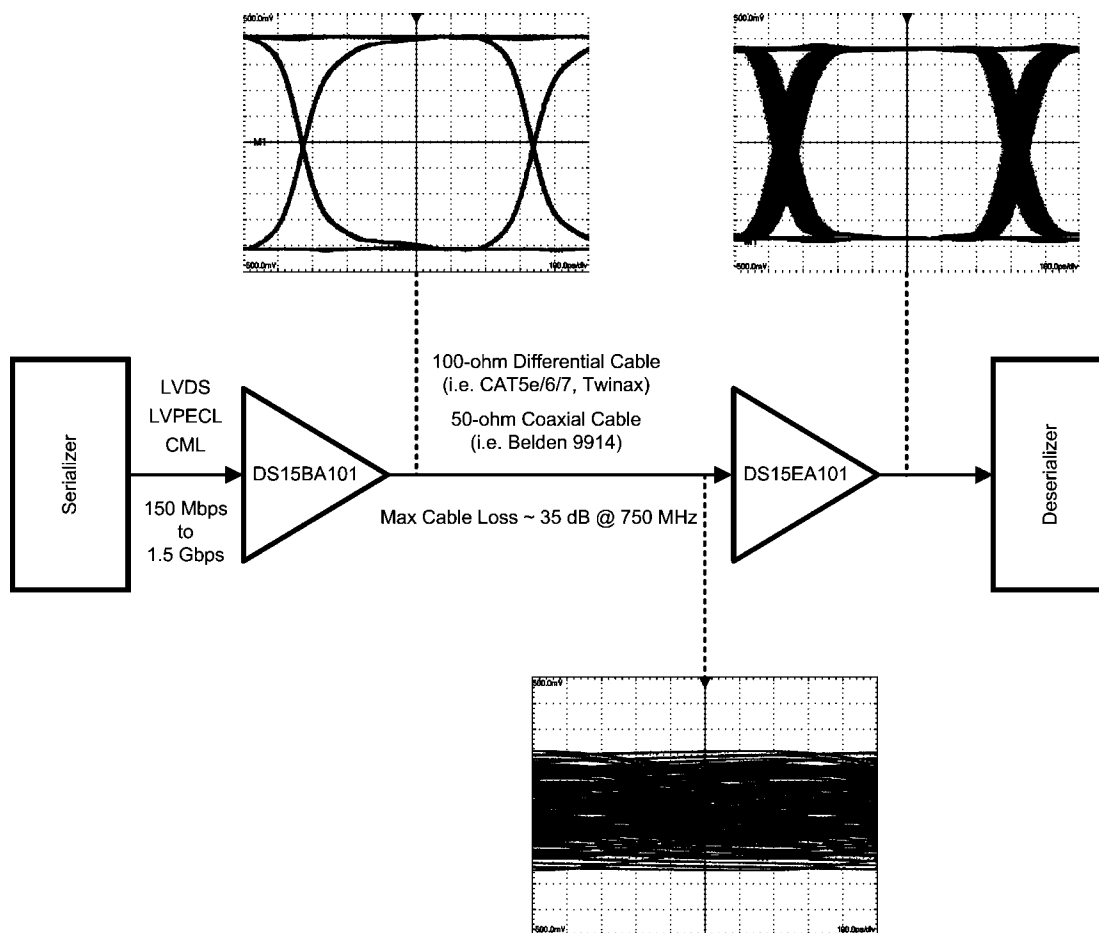 500.0mV
M1
-500.0mV
100.0ps/div
500.0mV
-500.0mV
100.0ps/div
Serializer
LVDS
LVPECL
CML
150 Mbps
to
1.5 Gbps
DS15BA101
100-ohm Differential Cable
(i.e. CAT5e/6/7, Twinax)
50-ohm Coaxial Cable
(i.e. Belden 9914)
Max Cable Loss ~ 35 dB @ 750 MHz
DS15EA101
Deserializer
500.0mV
-500.0mV
100.0ps/div